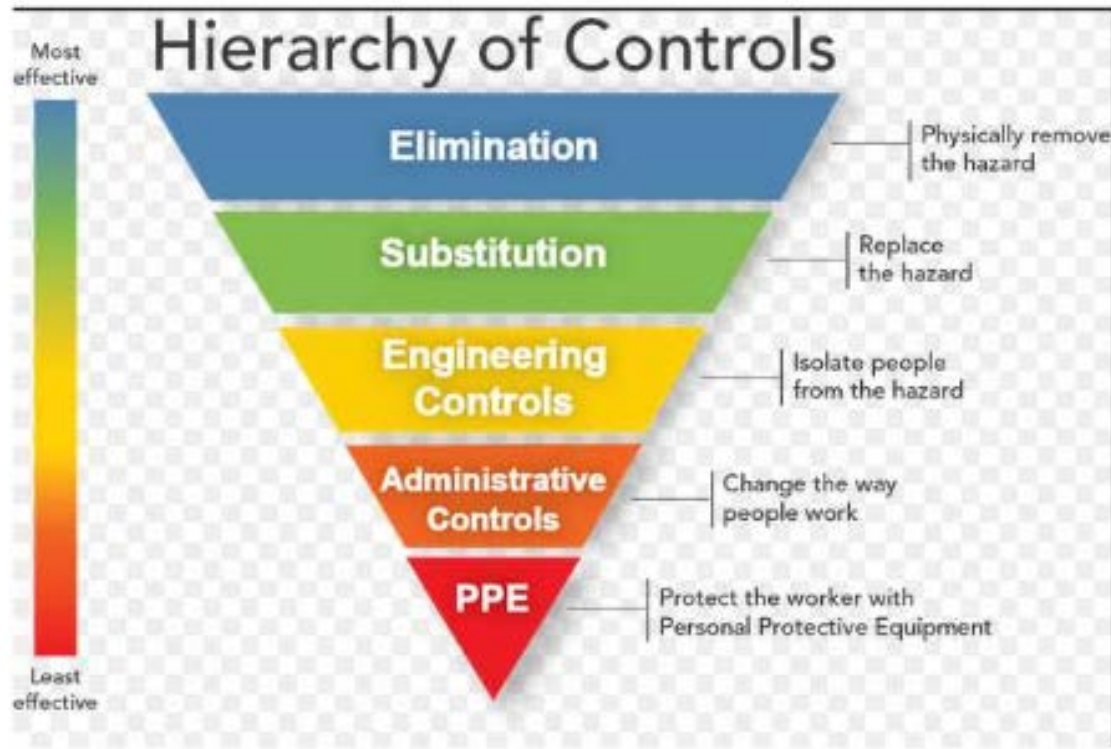 Hierarchy of Controls
Most
effective
Elimination
Physically remove
the hazard
Substitution
Replace
the hazard
Engineering
Controls
Isolate people
from the hazard
Administrative
Controls
Change the way
people work
PPE
Protect the worker with
Personal Protective Equipment
Least
effective